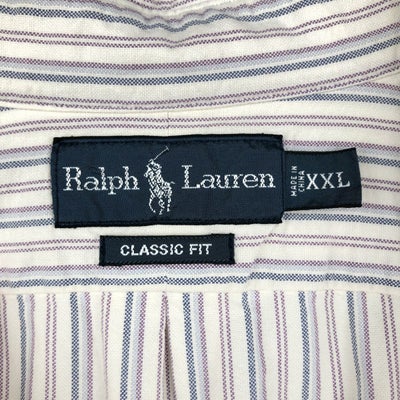 Ralph Lauren
MADE IN
CHINA
XXL
CLASSIC FIT